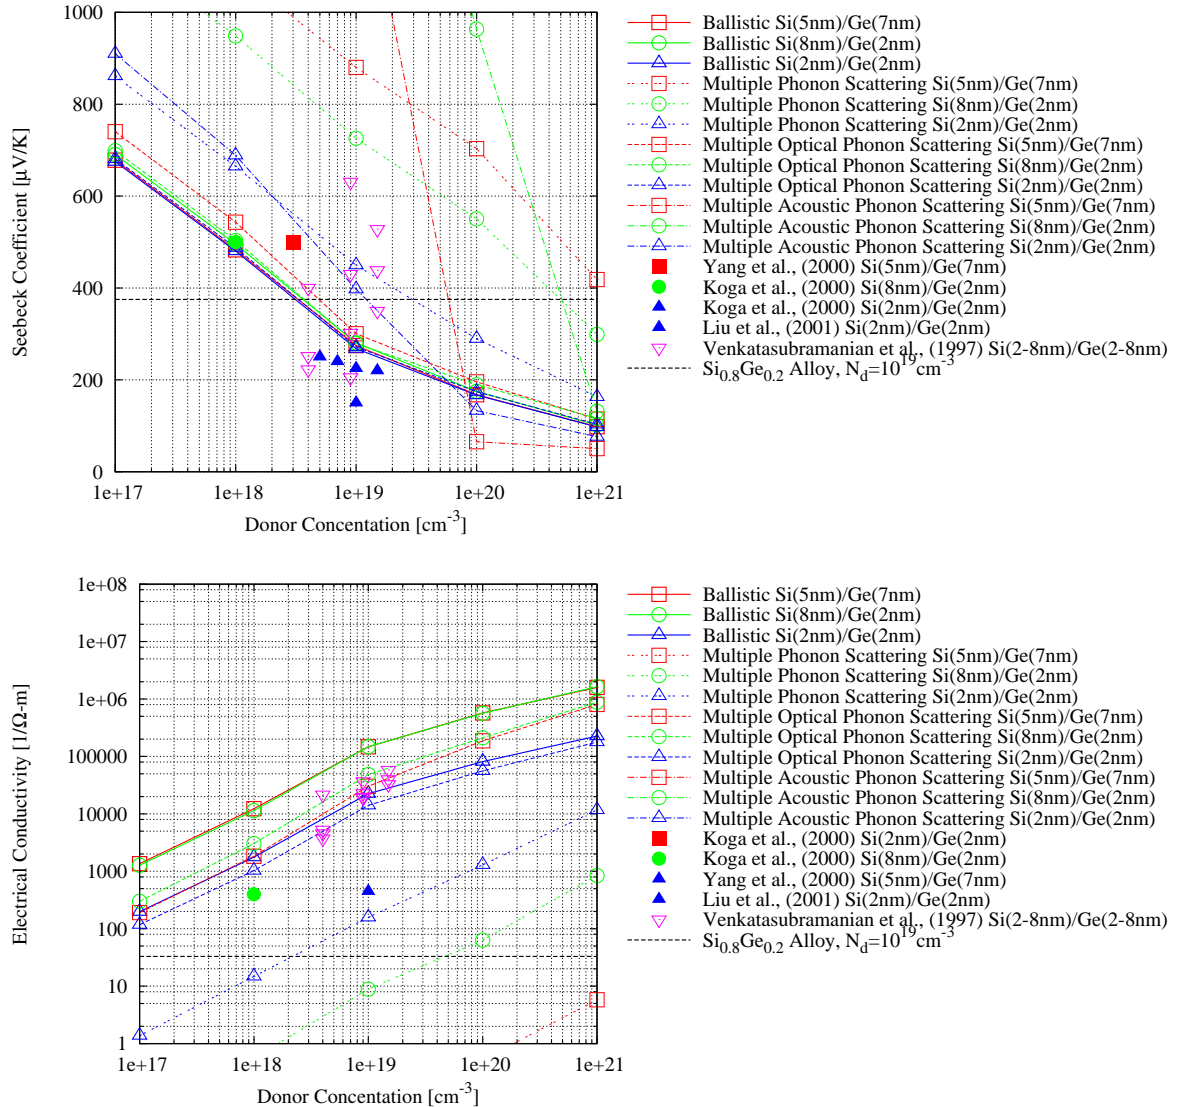 1000
800
600
400
200
0
Seebeck Coefficient [μ V/K]
1e+17 1e+18 1e+19 1e+20 1e+21
Donor Concentation [cm-3]
Ballistic Si(5nm)/Ge(7nm)
Ballistic Si(8nm)/Ge(2nm)
Ballistic Si(2nm)/Ge(2nm)
Multiple Phonon Scattering Si(5nm)/Ge(7nm)
Multiple Phonon Scattering Si(8nm)/Ge(2nm)
Multiple Phonon Scattering Si(2nm)/Ge(2nm)
Multiple Optical Phonon Scattering Si(5nm)/Ge(7nm)
Multiple Optical Phonon Scattering Si(8nm)/Ge(2nm)
Multiple Optical Phonon Scattering Si(2nm)/Ge(2nm)
Multiple Acoustic Phonon Scattering Si(5nm)/Ge(7nm)
Multiple Acoustic Phonon Scattering Si(8nm)/Ge(2nm)
Multiple Acoustic Phonon Scattering Si(2nm)/Ge(2nm)
Yang et al., (2000) Si(5nm)/Ge(7nm)
Koga et al., (2000) Si(8nm)/Ge(2nm)
Koga et al., (2000) Si(2nm)/Ge(2nm)
Liu et al., (2001) Si(2nm)/Ge(2nm)
Venkatasubramanian et al., (1997) Si(2-8nm)/Ge(2-8nm)
Si0.8Ge0.2 Alloy, Nd=10^19cm-3
1e+08
1e+07
1e+06
100000
10000
1000
100
10
1
Electrical Conductivity [1/Ω-m]
1e+17 1e+18 1e+19 1e+20 1e+21
Donor Concentation [cm-3]
Ballistic Si(5nm)/Ge(7nm)
Ballistic Si(8nm)/Ge(2nm)
Ballistic Si(2nm)/Ge(2nm)
Multiple Phonon Scattering Si(5nm)/Ge(7nm)
Multiple Phonon Scattering Si(8nm)/Ge(2nm)
Multiple Phonon Scattering Si(2nm)/Ge(2nm)
Multiple Optical Phonon Scattering Si(5nm)/Ge(7nm)
Multiple Optical Phonon Scattering Si(8nm)/Ge(2nm)
Multiple Optical Phonon Scattering Si(2nm)/Ge(2nm)
Multiple Acoustic Phonon Scattering Si(5nm)/Ge(7nm)
Multiple Acoustic Phonon Scattering Si(8nm)/Ge(2nm)
Multiple Acoustic Phonon Scattering Si(2nm)/Ge(2nm)
Koga et al., (2000) Si(2nm)/Ge(2nm)
Koga et al., (2000) Si(8nm)/Ge(2nm)
Yang et al., (2000) Si(5nm)/Ge(7nm)
Liu et al., (2001) Si(2nm)/Ge(2nm)
Venkatasubramanian et al., (1997) Si(2-8nm)/Ge(2-8nm)
Si0.8Ge0.2 Alloy, Nd=10^19cm-3